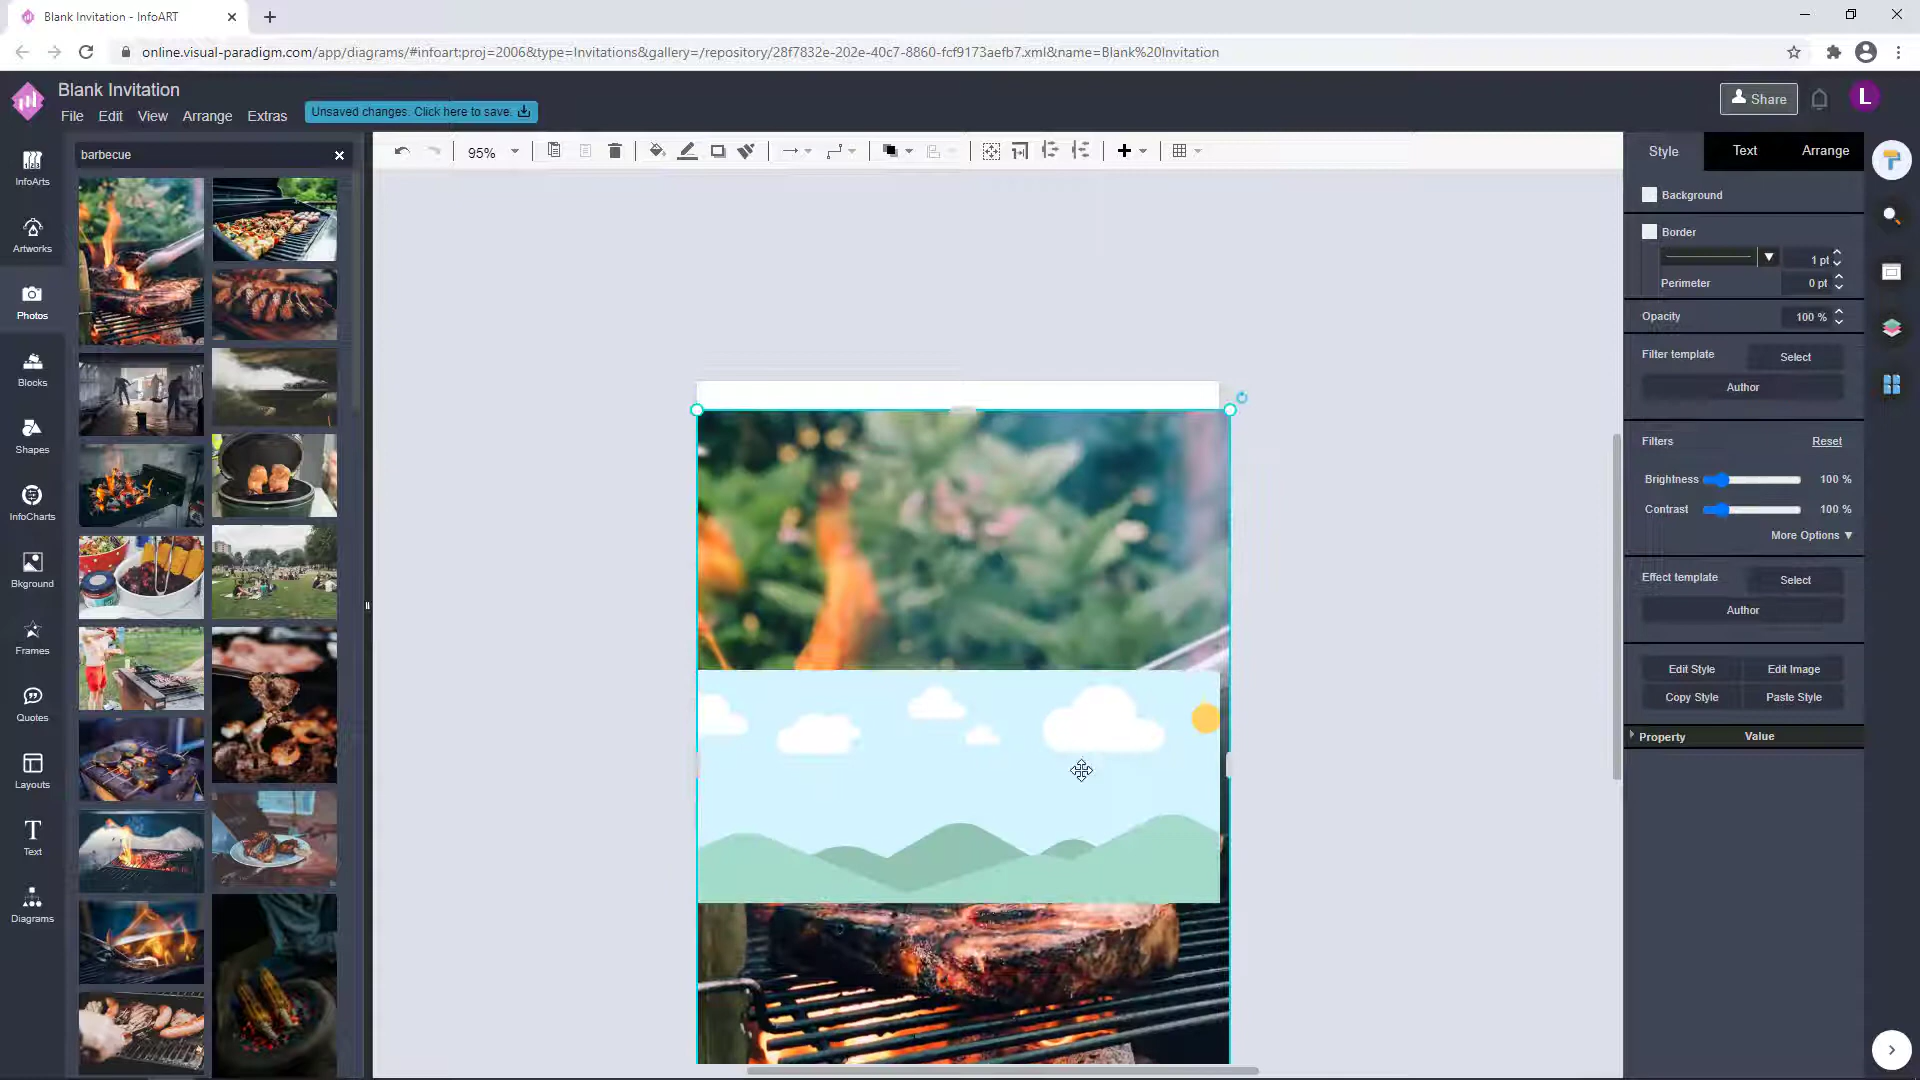 Blank Invitation - InfoART
online.visual-paradigm.com/app/diagrams/#infoart:proj=2006&type=Invitations&gallery=/repository/28f7832e-202e-40c7-8860-fcf9173aefb7.xml&name=Blank%20Invitation
Blank Invitation
File Edit View Arrange Extras
Unsaved changes. Click here to save.
Share
L
barbecue
95%
Style Text Arrange
InfoArts
Artworks
Photos
Blocks
Shapes
InfoCharts
Bkground
Frames
Quotes
Layouts
T
Text
Diagrams
Background
Border
1 pt
Perimeter 0 pt
Opacity 100 %
Filter template Select
Author
Filters Reset
Brightness 100 %
Contrast 100 %
More Options
Effect template Select
Author
Edit Style Edit Image
Copy Style Paste Style
Property Value